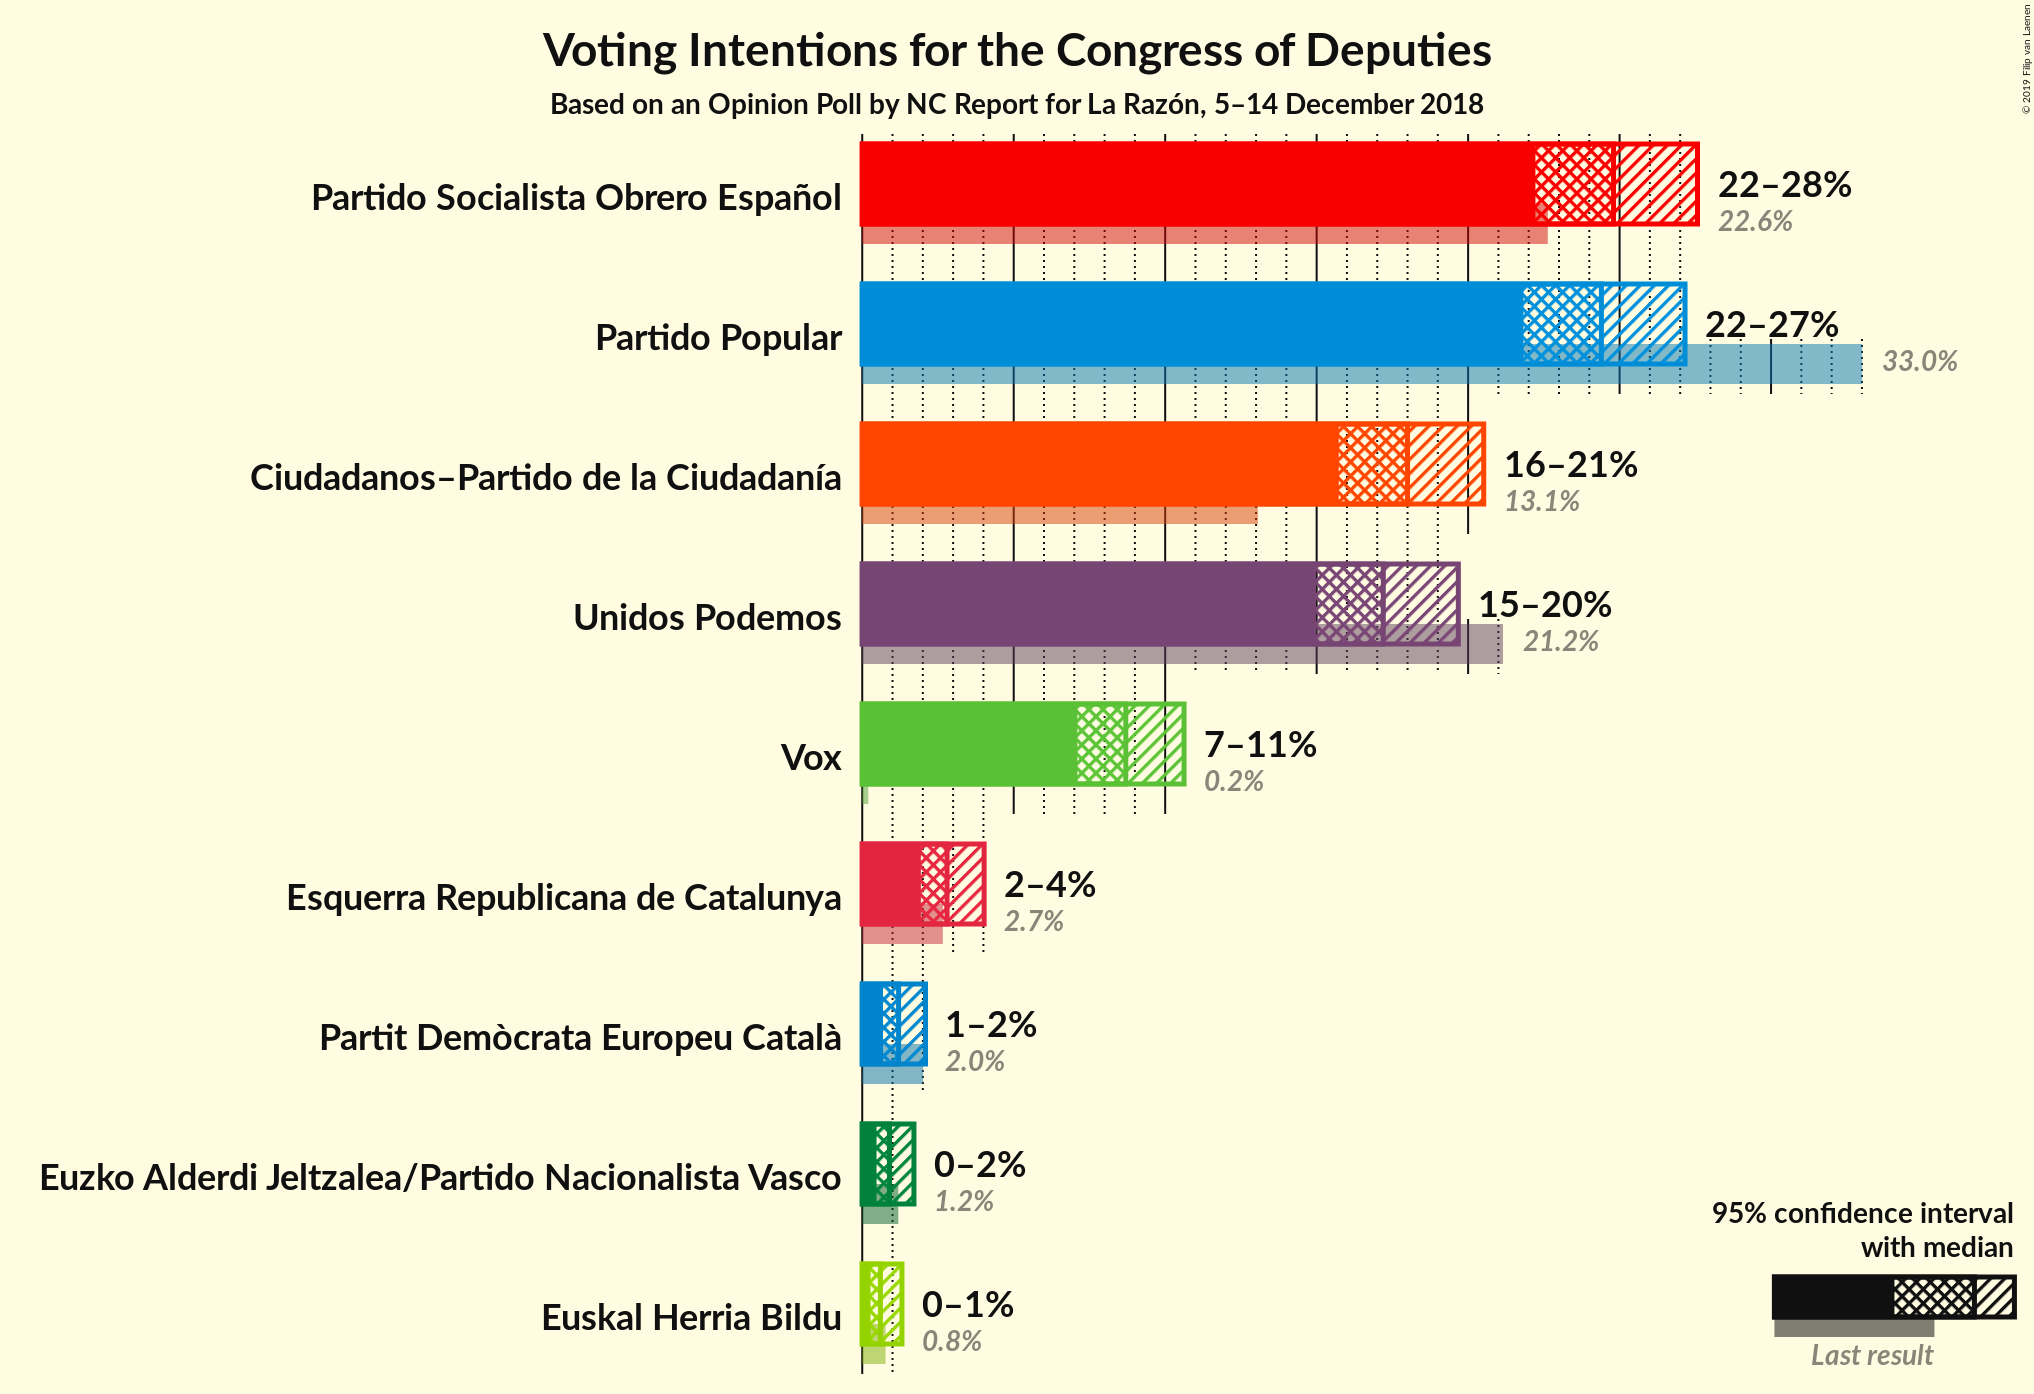 Voting Intentions for the Congress of Deputies
Based on an Opinion Poll by NC Report for La Razón, 5–14 December 2018
© 2019 Filip van Laenen
Partido Socialista Obrero Español
22–28%
22.6%
Partido Popular
22–27%
33.0%
Ciudadanos–Partido de la Ciudadanía
16–21%
13.1%
Unidos Podemos
15–20%
21.2%
Vox
7–11%
0.2%
Esquerra Republicana de Catalunya
2–4%
2.7%
Partit Demòcrata Europeu Català
1–2%
2.0%
Euzko Alderdi Jeltzalea/Partido Nacionalista Vasco
0–2%
1.2%
Euskal Herria Bildu
0–1%
0.8%
95% confidence interval
with median
Last result